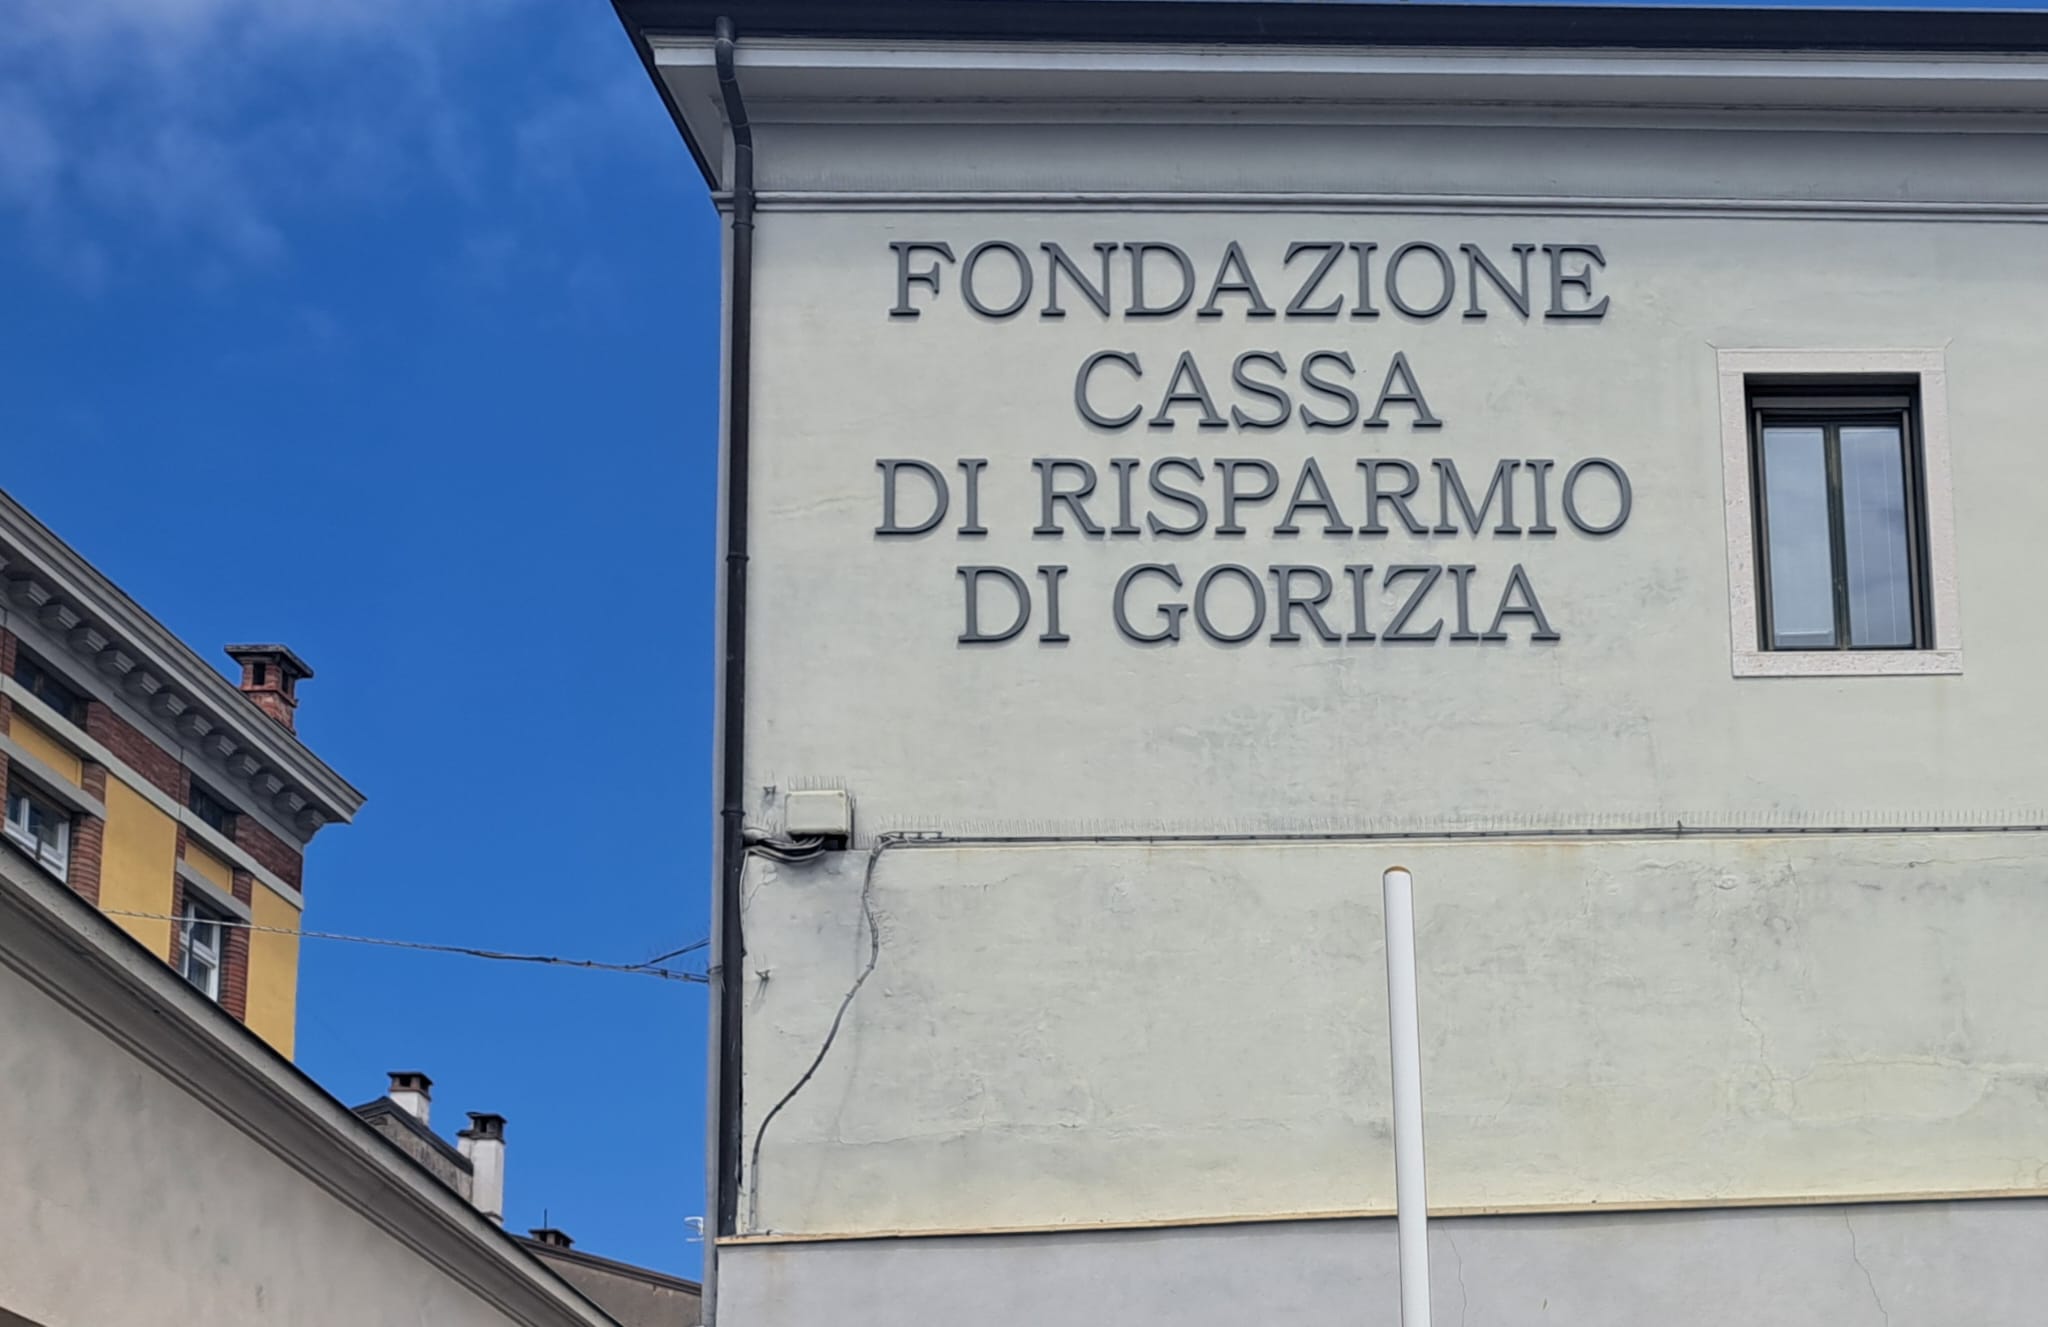 FONDAZIONE
CASSA
DI RISPARMIO
DI GORIZIA